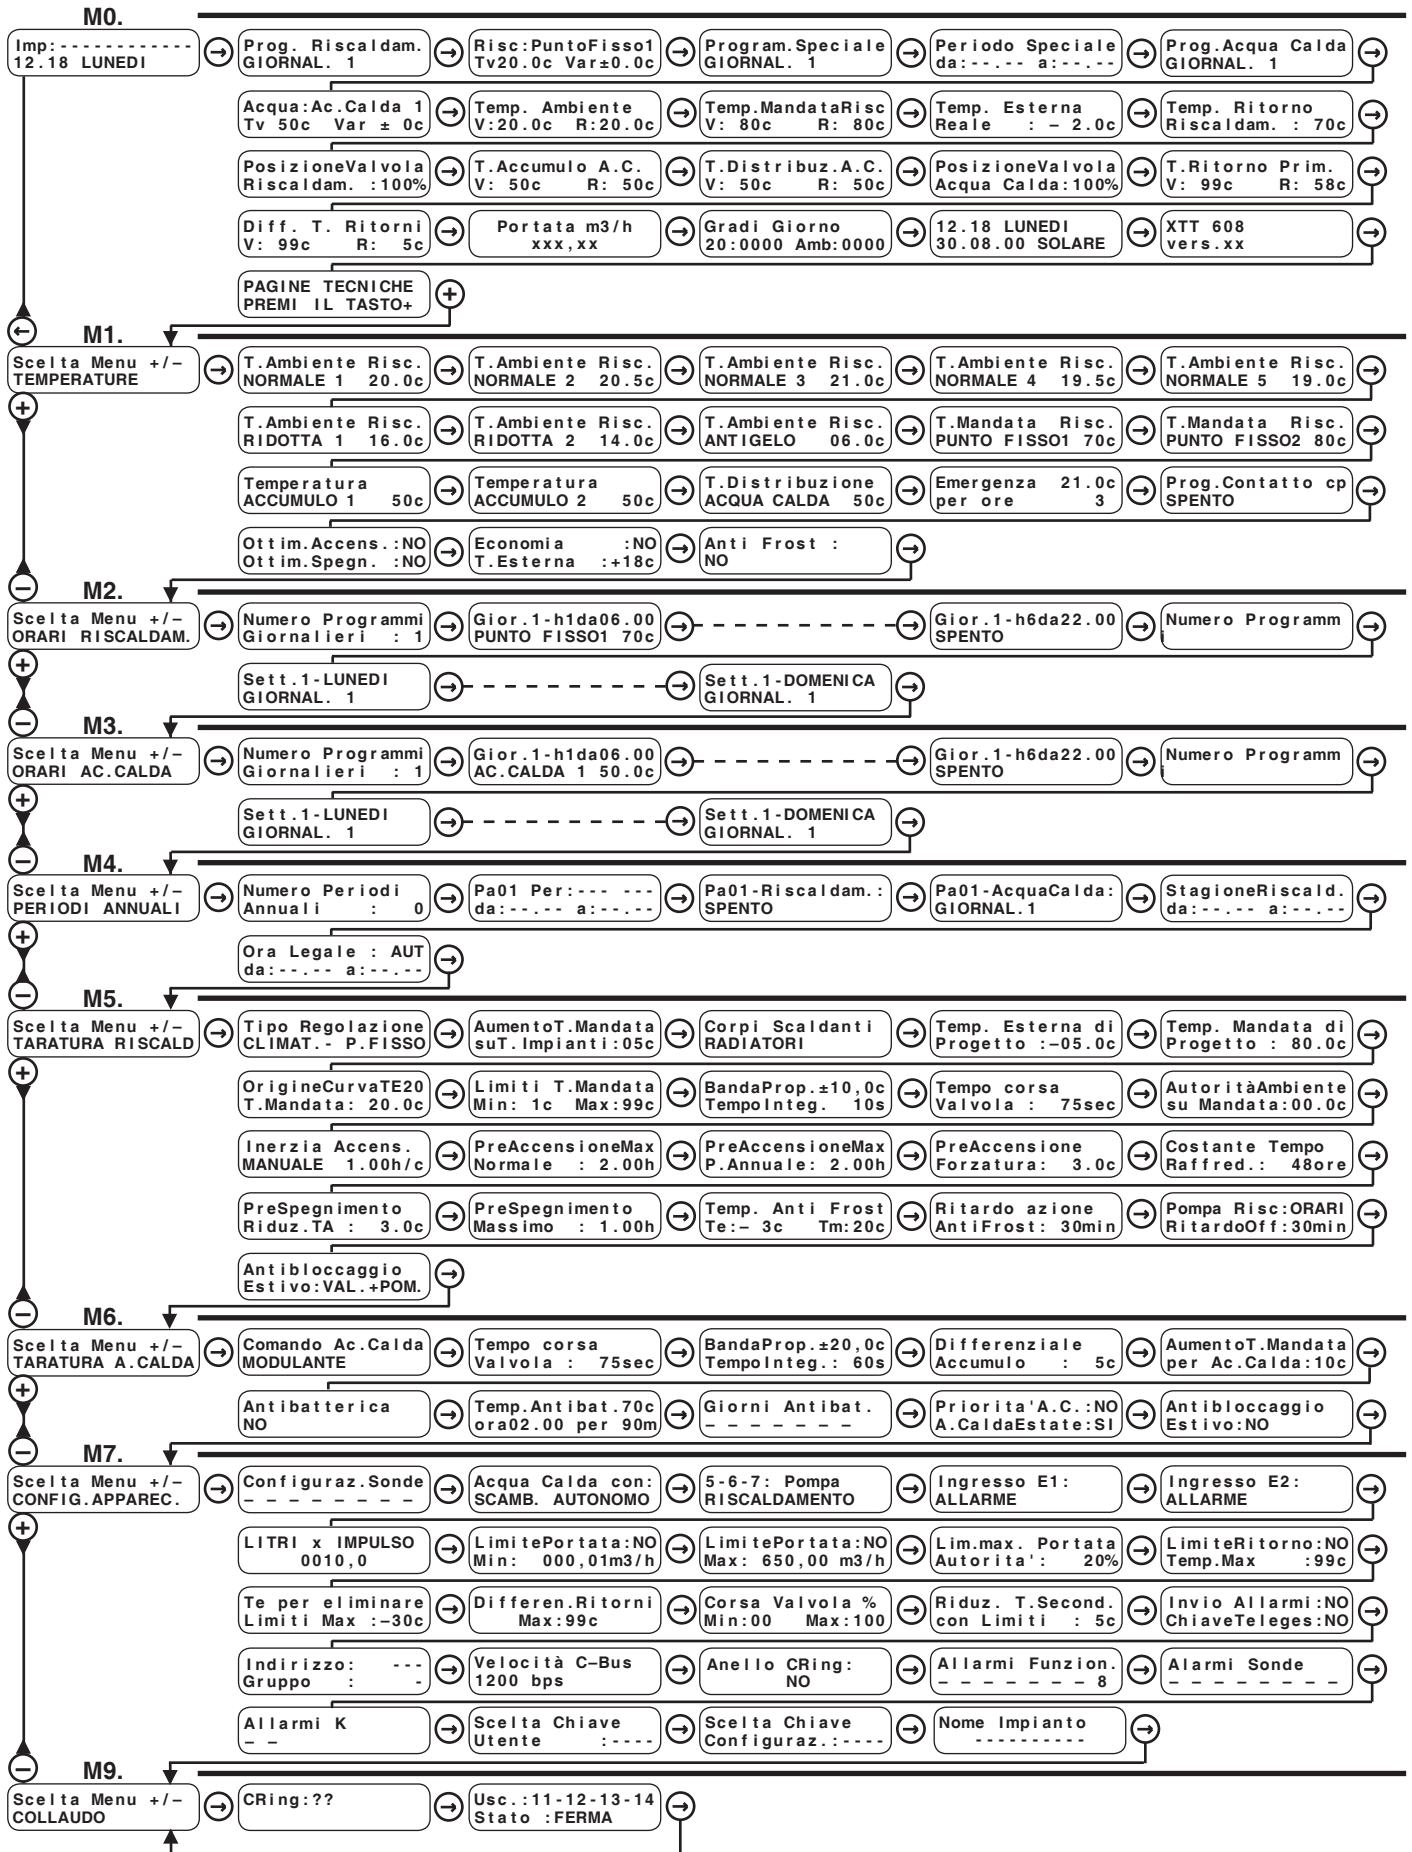 M0.
Imp:------------
12.18 LUNEDI
Prog. Riscaldam.
GIORNAL. 1
Risc:PuntoFisso1
Tv20.0c Var±0.0c
Program.Speciale
GIORNAL. 1
Periodo Speciale
da:--.-- a:--.--
Prog.Acqua Calda
GIORNAL. 1
Acqua:Ac.Calda 1
Tv 50c Var ± 0c
Temp. Ambiente
V:20.0c R:20.0c
Temp.MandataRisc
V: 80c R: 80c
Temp. Esterna
Reale : – 2.0c
Temp. Ritorno
Riscaldam. : 70c
PosizioneValvola
Riscaldam. :100%
T.Accumulo A.C.
V: 50c R: 50c
T.Distribuz.A.C.
V: 50c R: 50c
PosizioneValvola
Acqua Calda:100%
T.Ritorno Prim.
V: 99c R: 58c
Diff. T. Ritorni
V: 99c R: 5c
Portata m3/h
xxx,xx
Gradi Giorno
20:0000 Amb:0000
12.18 LUNEDI
30.08.00 SOLARE
XTT 608
vers.xx
PAGINE TECNICHE
PREMI IL TASTO+
M1.
Scelta Menu +/–
TEMPERATURE
T.Ambiente Risc.
NORMALE 1 20.0c
T.Ambiente Risc.
NORMALE 2 20.5c
T.Ambiente Risc.
NORMALE 3 21.0c
T.Ambiente Risc.
NORMALE 4 19.5c
T.Ambiente Risc.
NORMALE 5 19.0c
T.Ambiente Risc.
RIDOTTA 1 16.0c
T.Ambiente Risc.
RIDOTTA 2 14.0c
T.Ambiente Risc.
ANTIGELO 06.0c
T.Mandata Risc.
PUNTO FISSO1 70c
T.Mandata Risc.
PUNTO FISSO2 80c
Temperatura
ACCUMULO 1 50c
Temperatura
ACCUMULO 2 50c
T.Distribuzione
ACQUA CALDA 50c
Emergenza 21.0c
per ore 3
Prog.Contatto cp
SPENTO
Ottim.Accens.:NO
Ottim.Spegn. :NO
Economia :NO
T.Esterna :+18c
Anti Frost :
NO
M2.
Scelta Menu +/–
ORARI RISCALDAM.
Numero Programmi
Giornalieri : 1
Gior.1-h1da06.00
PUNTO FISSO1 70c
Gior.1-h6da22.00
SPENTO
Numero Programm
i
Sett.1-LUNEDI
GIORNAL. 1
Sett.1-DOMENICA
GIORNAL. 1
M3.
Scelta Menu +/–
ORARI AC.CALDA
Numero Programmi
Giornalieri : 1
Gior.1-h1da06.00
AC.CALDA 1 50.0c
Gior.1-h6da22.00
SPENTO
Numero Programm
i
Sett.1-LUNEDI
GIORNAL. 1
Sett.1-DOMENICA
GIORNAL. 1
M4.
Scelta Menu +/–
PERIODI ANNUALI
Numero Periodi
Annuali : 0
Pa01 Per:--- ---
da:--.-- a:--.--
Pa01-Riscaldam.:
SPENTO
Pa01-AcquaCalda:
GIORNAL.1
StagioneRiscald.
da:--.-- a:--.--
Ora Legale : AUT
da:--.-- a:--.--
M5.
Scelta Menu +/–
TARATURA RISCALD
Tipo Regolazione
CLIMAT.- P.FISSO
AumentoT.Mandata
suT.Impianti:05c
Corpi Scaldanti
RADIATORI
Temp. Esterna di
Progetto :–05.0c
Temp. Mandata di
Progetto : 80.0c
OrigineCurvaTE20
T.Mandata: 20.0c
Limiti T.Mandata
Min: 1c Max:99c
BandaProp.±10,0c
TempoInteg. 10s
Tempo corsa
Valvola : 75sec
AutoritàAmbiente
su Mandata:00.0c
Inerzia Accens.
MANUALE 1.00h/c
PreAccensioneMax
Normale : 2.00h
PreAccensioneMax
P.Annuale: 2.00h
PreAccensione
Forzatura: 3.0c
Costante Tempo
Raffred.: 48ore
PreSpegnimento
Riduz.TA : 3.0c
PreSpegnimento
Massimo : 1.00h
Temp. Anti Frost
Te:– 3c Tm:20c
Ritardo azione
AntiFrost: 30min
Pompa Risc:ORARI
RitardoOff:30min
Antibloccaggio
Estivo:VAL.+POM.
M6.
Scelta Menu +/–
TARATURA A.CALDA
Comando Ac.Calda
MODULANTE
Tempo corsa
Valvola : 75sec
BandaProp.±20,0c
TempoInteg.: 60s
Differenziale
Accumulo : 5c
AumentoT.Mandata
per Ac.Calda:10c
Antibatterica
NO
Temp.Antibat.70c
ora02.00 per 90m
Giorni Antibat.
– – – – – – –
Priorita'A.C.:NO
A.CaldaEstate:SI
Antibloccaggio
Estivo:NO
M7.
Scelta Menu +/–
CONFIG.APPAREC.
Configuraz.Sonde
– – – – – – – –
Acqua Calda con:
SCAMB. AUTONOMO
5-6-7: Pompa
RISCALDAMENTO
Ingresso E1:
ALLARME
Ingresso E2:
ALLARME
LITRI x IMPULSO
0010,0
LimitePortata:NO
Min: 000,01m3/h
LimitePortata:NO
Max: 650,00 m3/h
Lim.max. Portata
Autorita': 20%
LimiteRitorno:NO
Temp.Max :99c
Te per eliminare
Limiti Max :–30c
Differen.Ritorni
Max:99c
Corsa Valvola %
Min:00 Max:100
Riduz. T.Second.
con Limiti : 5c
Invio Allarmi:NO
ChiaveTeleges:NO
Indirizzo: ---
Gruppo : -
Velocità C–Bus
1200 bps
Anello CRing:
NO
Allarmi Funzion.
– – – – – – – 8
Alarmi Sonde
– – – – – – – –
Allarmi K
– –
Scelta Chiave
Utente :----
Scelta Chiave
Configuraz.:----
Nome Impianto
----------
M9.
Scelta Menu +/–
COLLAUDO
CRing:??
Usc.:11-12-13-14
Stato :FERMA